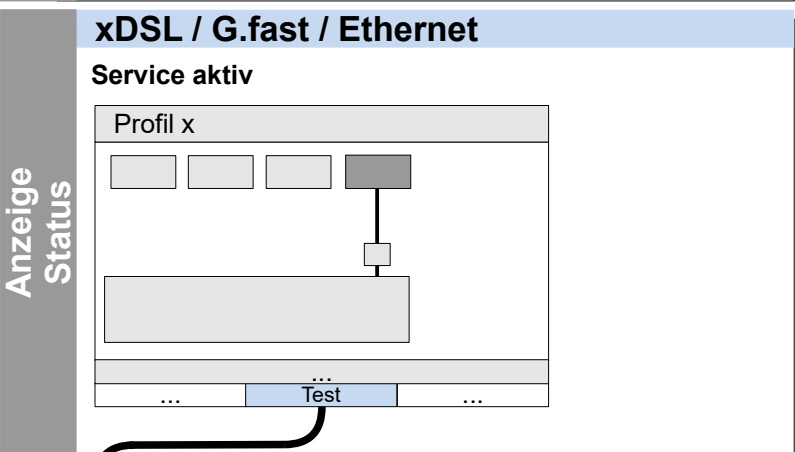 xDSL / G.fast / Ethernet
Service aktiv
Anzeige
Status
Profil x
...
... Test ...